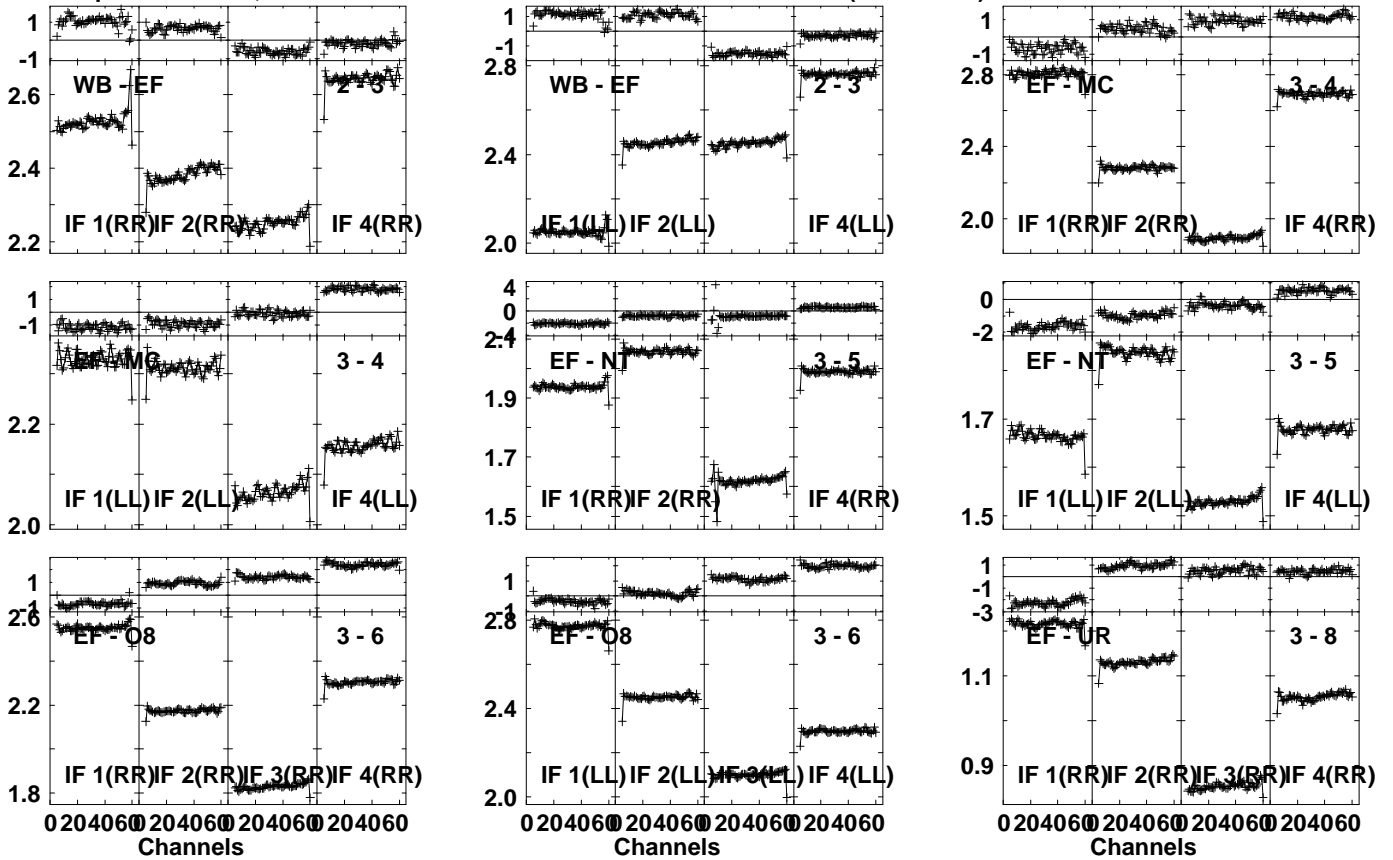 1 1 1
-1 -1 -1
WB - EF 2 - 3 WB - EF 2 - 3 EF - MC 3 - 4
2.6 2.8 2.8
2.4 2.4 2.4
2.2 2.0 2.0
IF 1(RR) IF 2(RR) IF 4(RR) IF 1(LL) IF 2(LL) IF 4(LL) IF 1(RR) IF 2(RR) IF 4(RR)
1 4 0
-1 0 -2
EF - MC 3 - 4 EF - NT 3 - 5 EF - NT 3 - 5
2.2 1.9 1.7
2.0 1.7 1.5
1.5
IF 1(LL) IF 2(LL) IF 4(LL) IF 1(RR) IF 2(RR) IF 4(RR) IF 1(LL) IF 2(LL) IF 4(LL)
1 1 1
-1 -1 -1
-3
2.6 2.8
EF - O8 3 - 6 EF - O8 3 - 6 EF - UR 3 - 8
2.2 2.4 1.1
1.8 2.0 0.9
IF 1(RR) IF 2(RR) IF 3(RR) IF 4(RR) IF 1(LL) IF 2(LL) IF 3(LL) IF 4(LL) IF 1(RR) IF 2(RR) IF 3(RR) IF 4(RR)
0 20 40 60 0 20 40 60 0 20 40 60 0 20 40 60 0 20 40 60 0 20 40 60 0 20 40 60 0 20 40 60 0 20 40 60 0 20 40 60 0 20 40 60 0 20 40 60
Channels Channels Channels